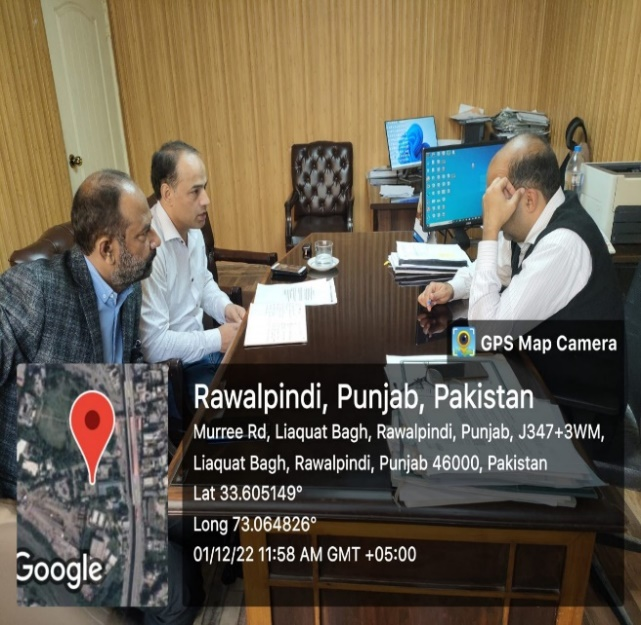 GPS Map Camera
Rawalpindi, Punjab, Pakistan
Murree Rd, Liaquat Bagh, Rawalpindi, Punjab, J347+3WM,
Liaquat Bagh, Rawalpindi, Punjab 46000, Pakistan
Lat 33.605149°
Long 73.064826°
01/12/22 11:58 AM GMT +05:00
Google